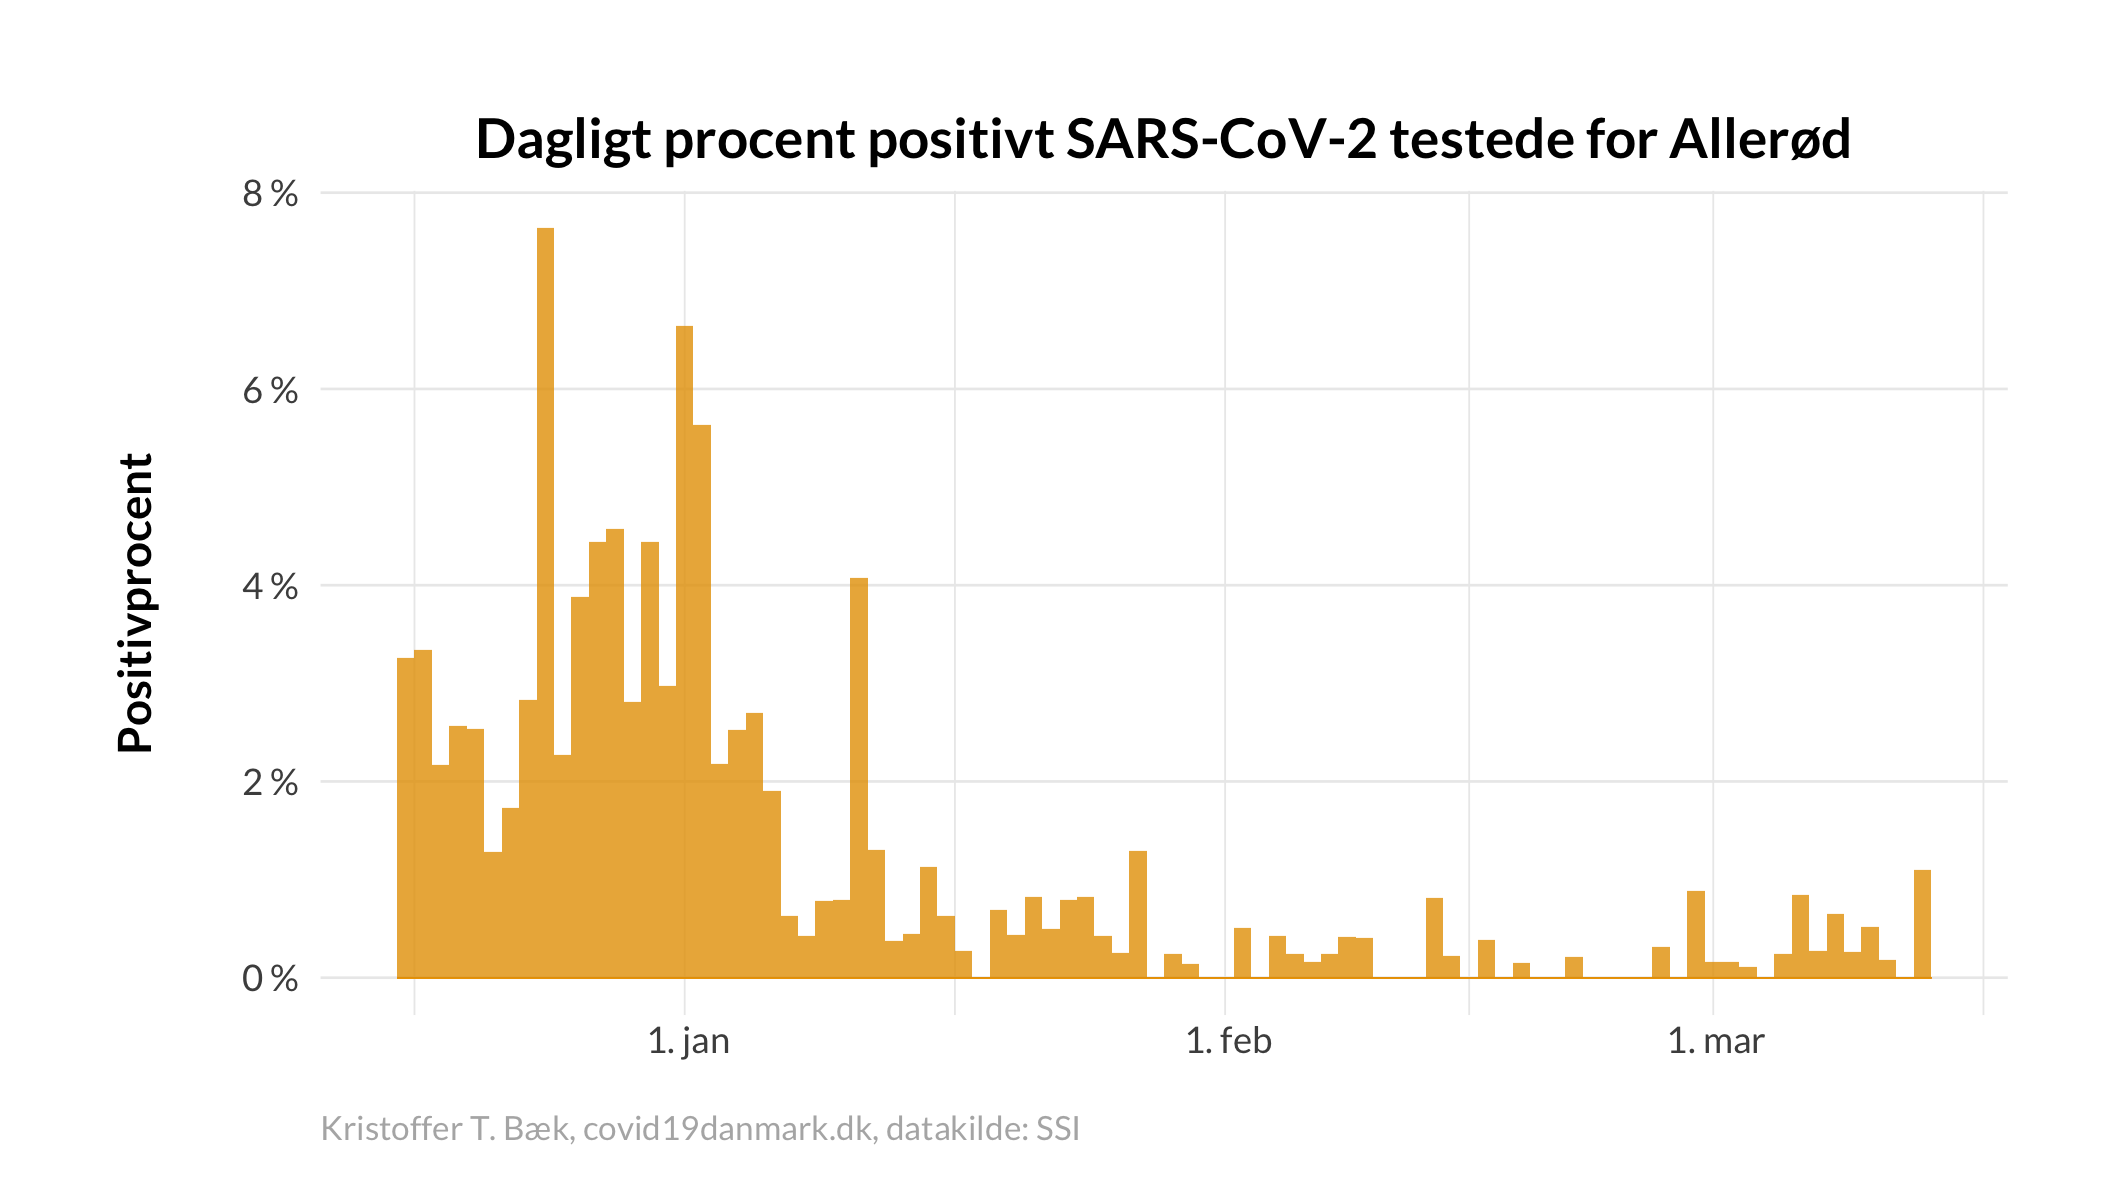 Dagligt procent positivt SARS-CoV-2 testede for Allerød
Positivprocent
8 %
6 %
4 %
2 %
0 %
1. jan
1. feb
1. mar
Kristoffer T. Bæk, covid19danmark.dk, datakilde: SSI